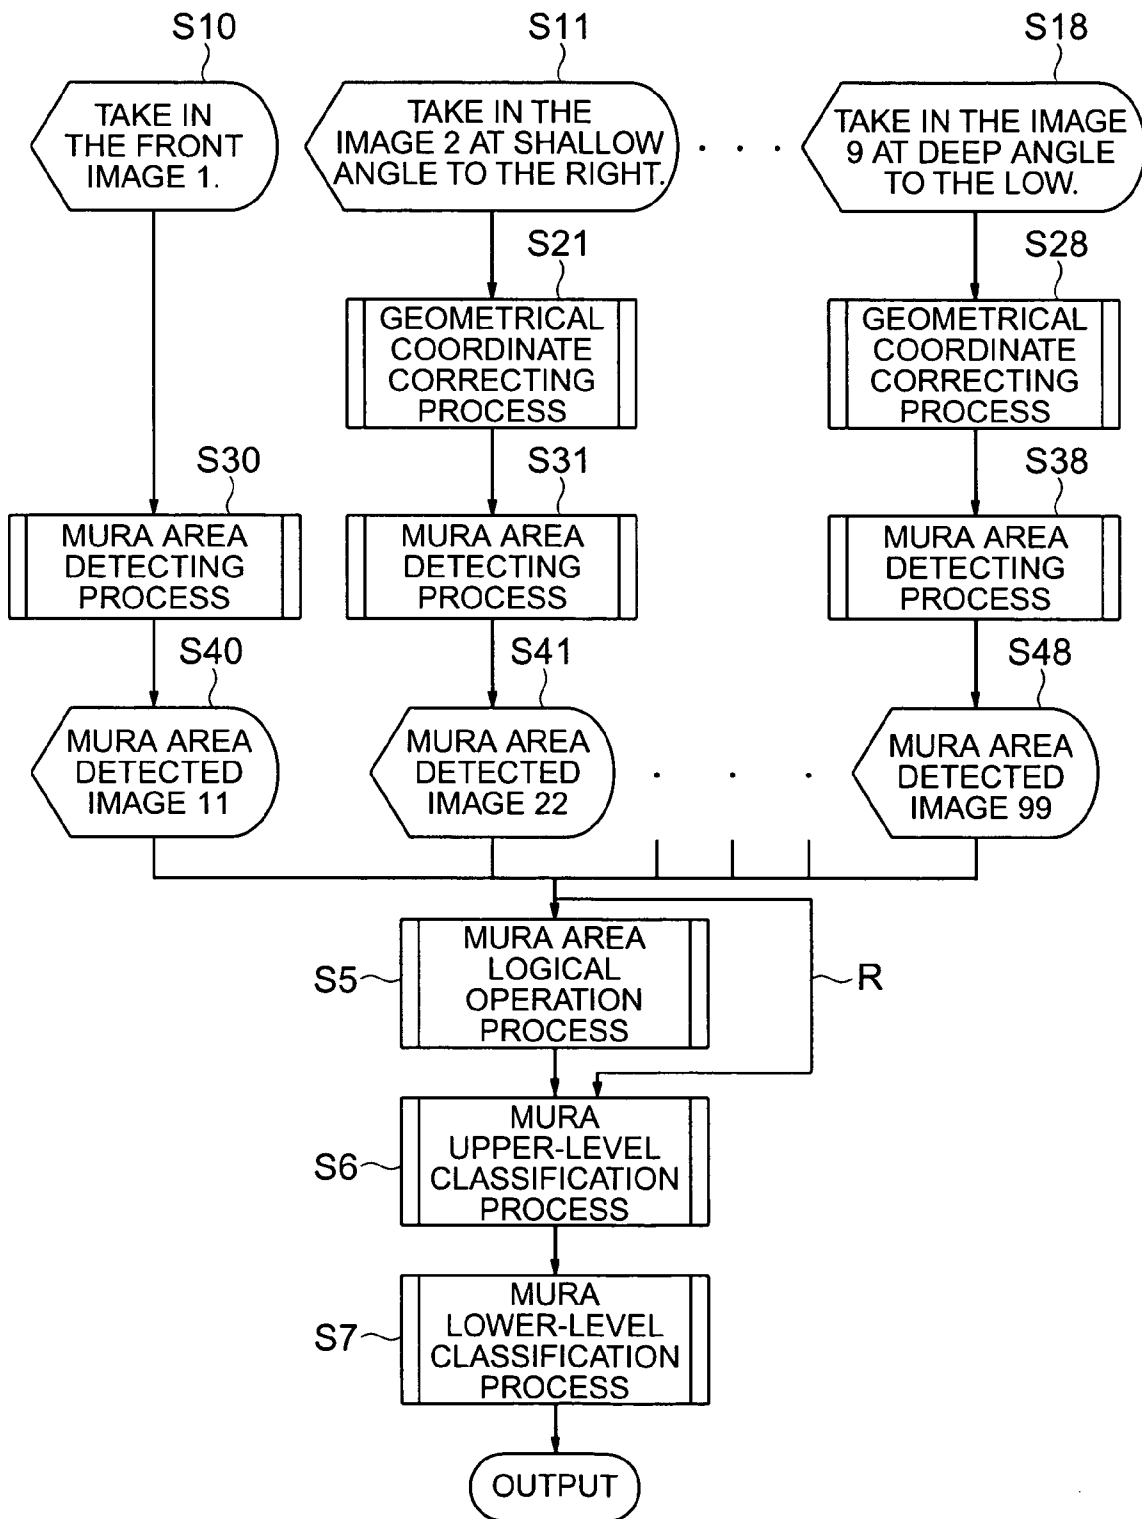 S10
S11
S18
TAKE IN
THE FRONT
IMAGE 1.
TAKE IN THE
IMAGE 2 AT SHALLOW
ANGLE TO THE RIGHT.
. . .
TAKE IN THE IMAGE
9 AT DEEP ANGLE
TO THE LOW.
S21
S28
GEOMETRICAL
COORDINATE
CORRECTING
PROCESS
GEOMETRICAL
COORDINATE
CORRECTING
PROCESS
S30
S31
S38
MURA AREA
DETECTING
PROCESS
MURA AREA
DETECTING
PROCESS
MURA AREA
DETECTING
PROCESS
S40
S41
S48
MURA AREA
DETECTED
IMAGE 11
MURA AREA
DETECTED
IMAGE 22
. . .
MURA AREA
DETECTED
IMAGE 99
S5
MURA AREA
LOGICAL
OPERATION
PROCESS
R
S6
MURA
UPPER-LEVEL
CLASSIFICATION
PROCESS
S7
MURA
LOWER-LEVEL
CLASSIFICATION
PROCESS
OUTPUT